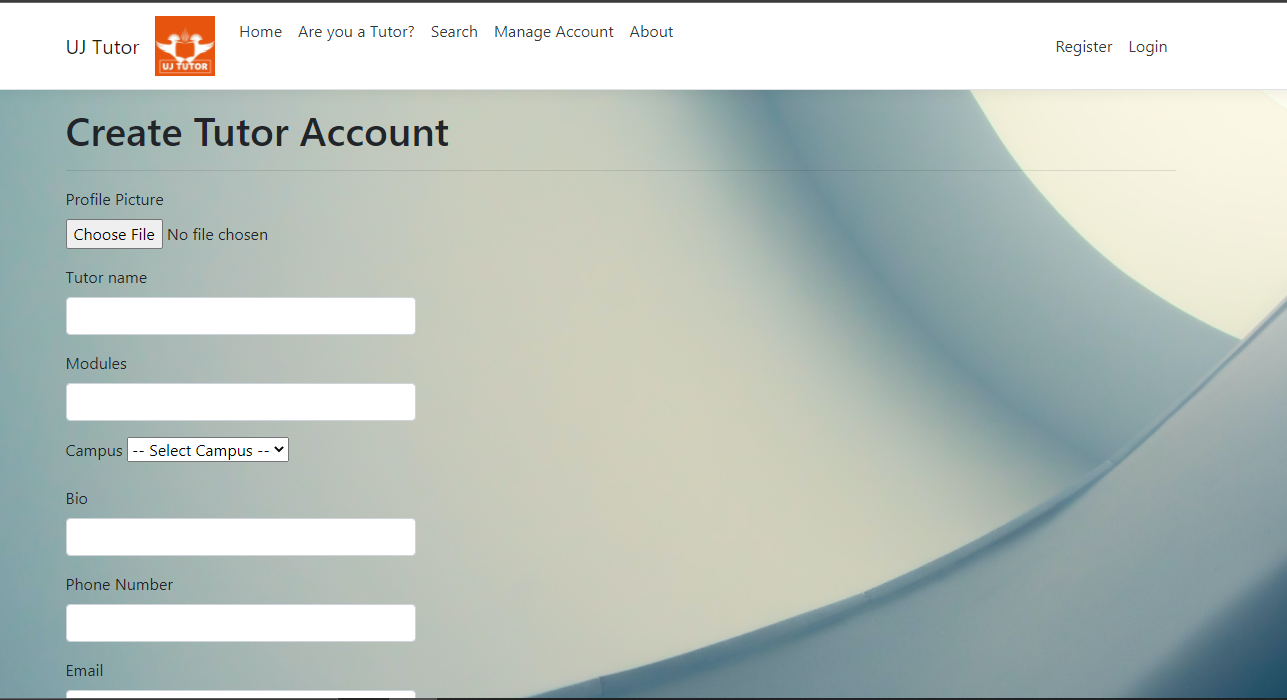 UJ Tutor
UJ TUTOR
Home Are you a Tutor? Search Manage Account About
Register Login
Create Tutor Account
Profile Picture
Choose File No file chosen
Tutor name
Modules
Campus -- Select Campus --
Bio
Phone Number
Email